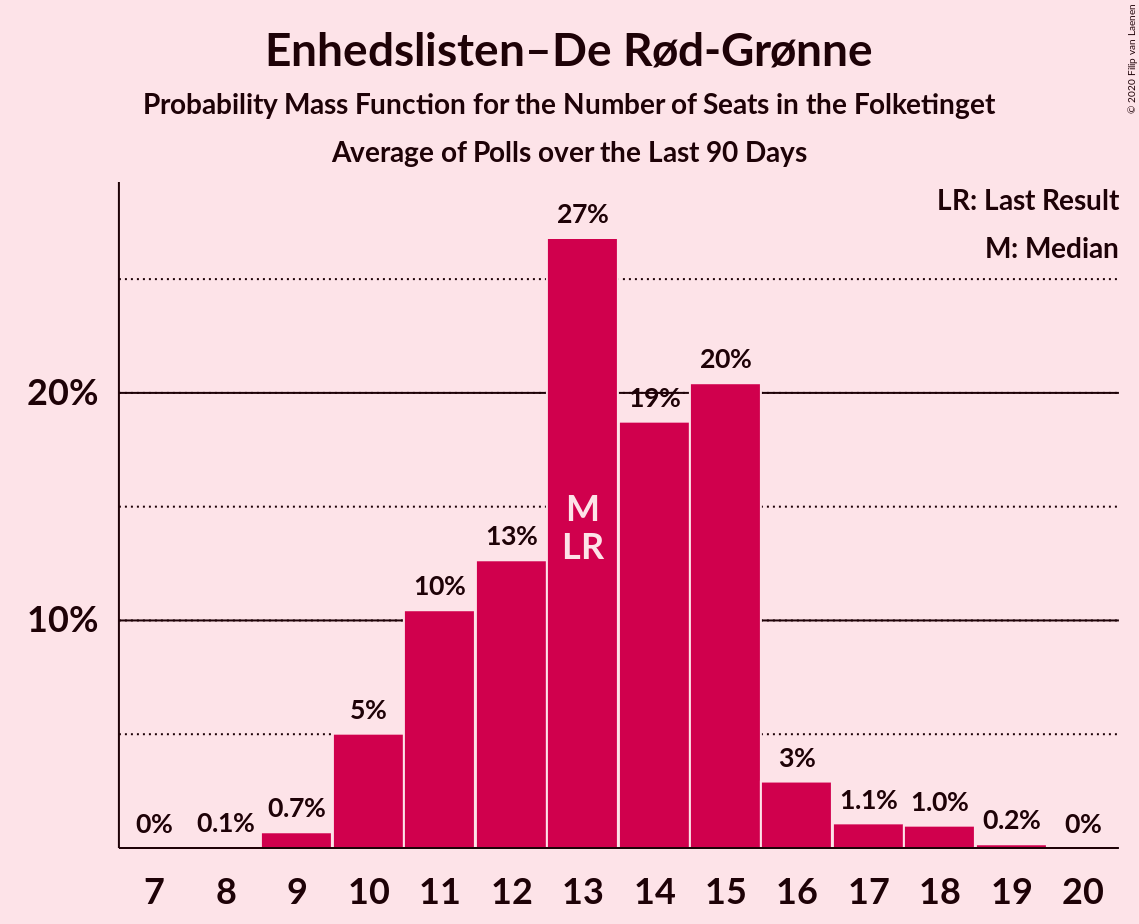 Enhedslisten–De Rød-Grønne
Probability Mass Function for the Number of Seats in the Folketinget
Average of Polls over the Last 90 Days
© 2020 Filip van Laenen
LR: Last Result
M: Median
27%
20%
20%
19%
M
LR
13%
10%
10%
5%
3%
1.1%
1.0%
0.7%
0.2%
0%
0.1%
0%
7 8 9 10 11 12 13 14 15 16 17 18 19 20